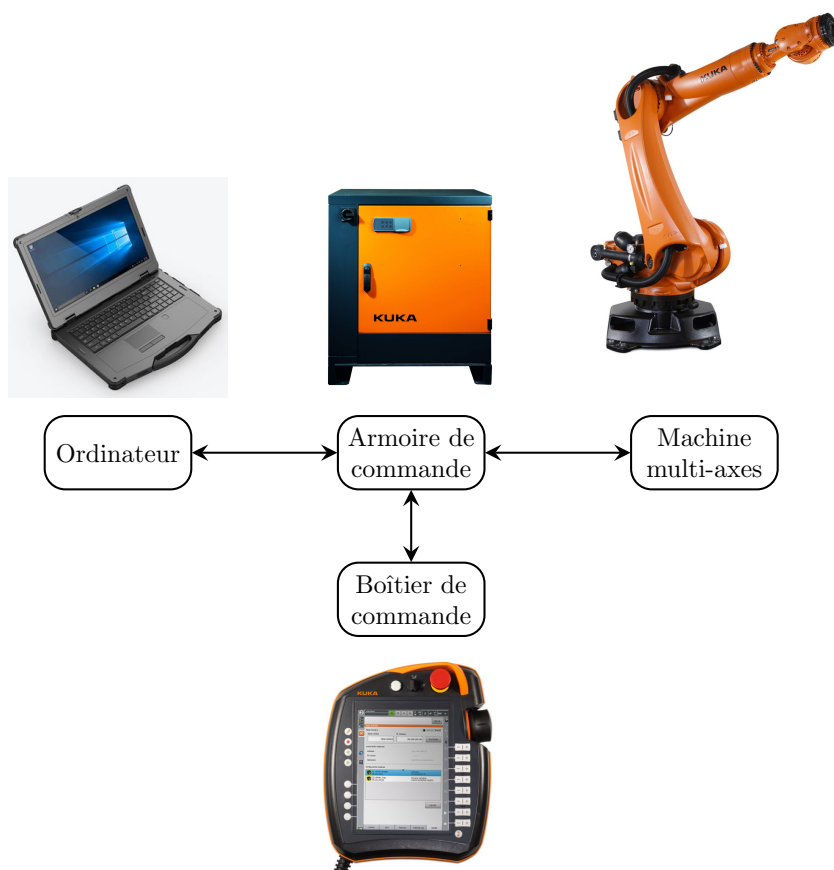 KUKA
KUKA
Ordinateur
Armoire de
commande
Machine
multi-axes
Boîtier de
commande
KUKA